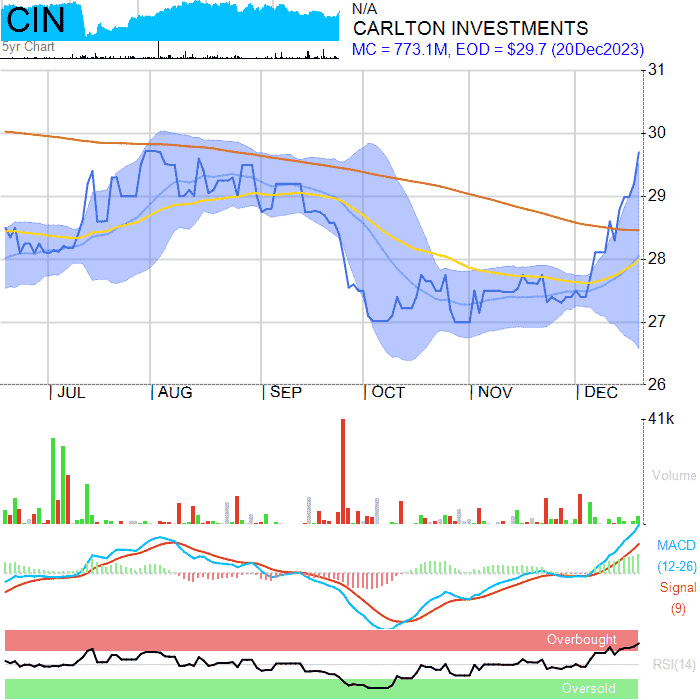 CIN
5yr Chart
N/A
CARLTON INVESTMENTS
MC = 773.1M, EOD = $29.7 (20Dec2023)
31
30
29
28
27
26
| JUL | AUG | SEP | OCT | NOV | DEC
41k
Volume
MACD
(12-26)
Signal
(9)
Overbought
RSI(14)
Oversold